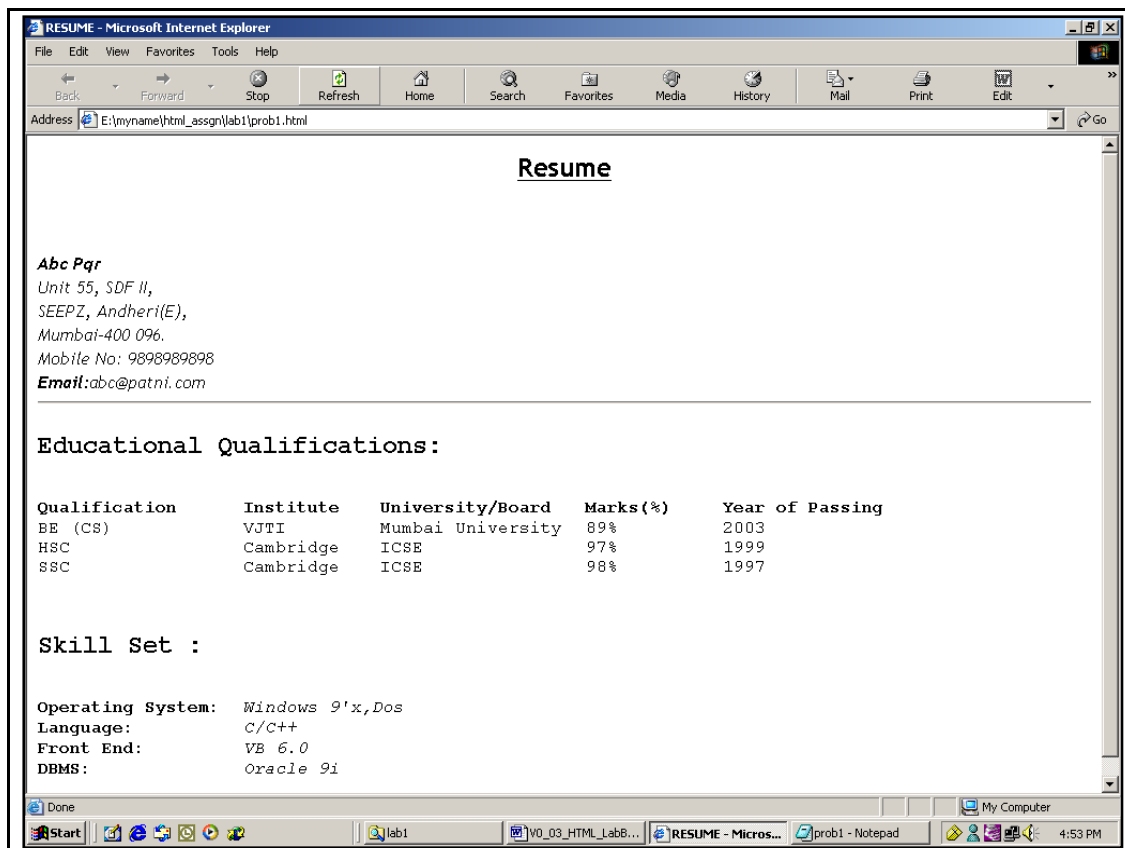 RESUME - Microsoft Internet Explorer
File Edit View Favorites Tools Help
Back Forward Stop Refresh Home Search Favorites Media History Mail Print Edit »
Address E:\myname\html_assgn\lab1\prob1.html Go
Resume
Abc Pqr
Unit 55, SDF II,
SEEPZ, Andheri(E),
Mumbai-400 096.
Mobile No: 9898989898
Email:abc@patni.com
Educational Qualifications:
Qualification Institute University/Board Marks(%) Year of Passing
BE (CS) VJTI Mumbai University 89% 2003
HSC Cambridge ICSE 97% 1999
SSC Cambridge ICSE 98% 1997
Skill Set :
Operating System: Windows 9'x,Dos
Language: C/C++
Front End: VB 6.0
DBMS: Oracle 9i
Done My Computer
Start lab1 V0_03_HTML_LabB... RESUME - Micros... prob1 - Notepad 4:53 PM